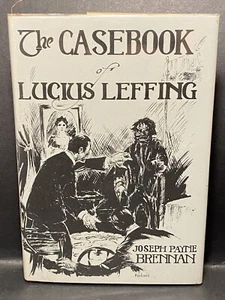 The CASEBOOK
of
LUCIUS LEFFING
JOSEPH PAYNE
BRENNAN